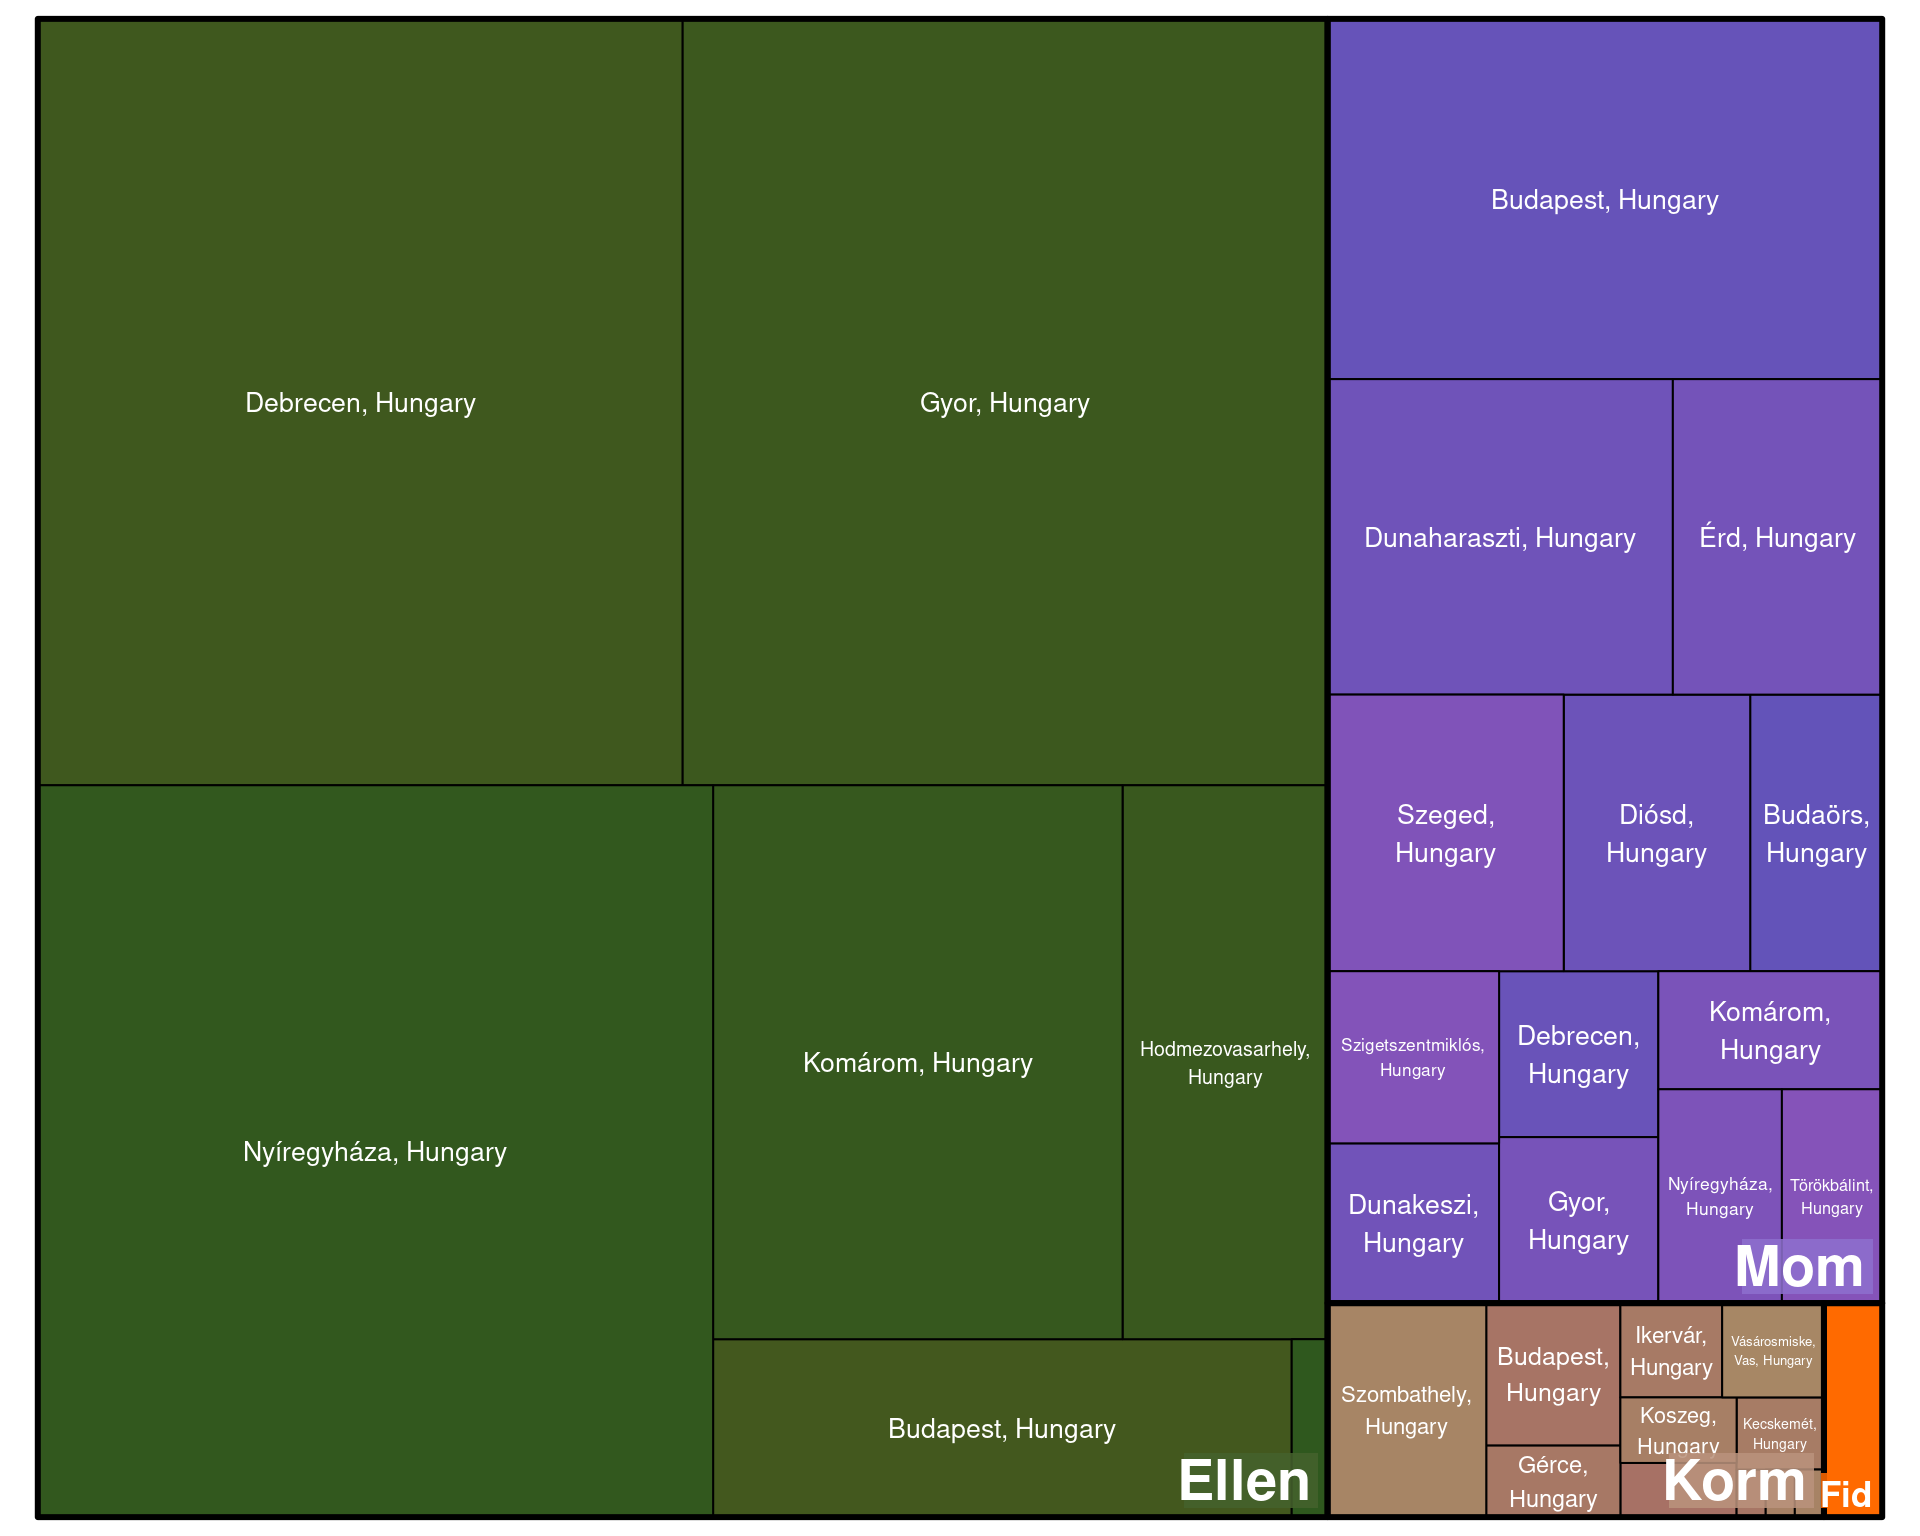 Debrecen, Hungary
Gyor, Hungary
Nyíregyháza, Hungary
Komárom, Hungary
Hodmezovasarhely,
Hungary
Budapest, Hungary
Ellen
Budapest, Hungary
Dunaharaszti, Hungary
Érd, Hungary
Szeged,
Hungary
Diósd,
Hungary
Budaörs,
Hungary
Szigetszentmiklós,
Hungary
Debrecen,
Hungary
Komárom,
Hungary
Dunakeszi,
Hungary
Gyor,
Hungary
Nyíregyháza,
Hungary
Törökbálint,
Hungary
Mom
Szombathely,
Hungary
Budapest,
Hungary
Ikervár,
Hungary
Vásárosmiske,
Vas, Hungary
Koszeg,
Hungary
Kecskemét,
Hungary
Gérce,
Hungary
Korm
Fid